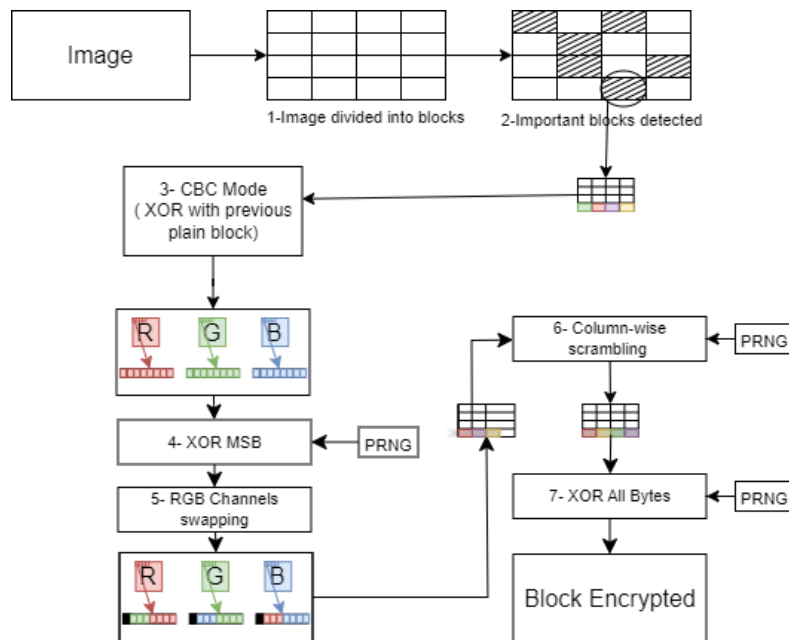 Image
1-Image divided into blocks
2-Important blocks detected
3- CBC Mode
( XOR with previous
plain block)
R G B
4- XOR MSB
PRNG
5- RGB Channels
swapping
R G B
6- Column-wise
scrambling
PRNG
7- XOR All Bytes
PRNG
Block Encrypted